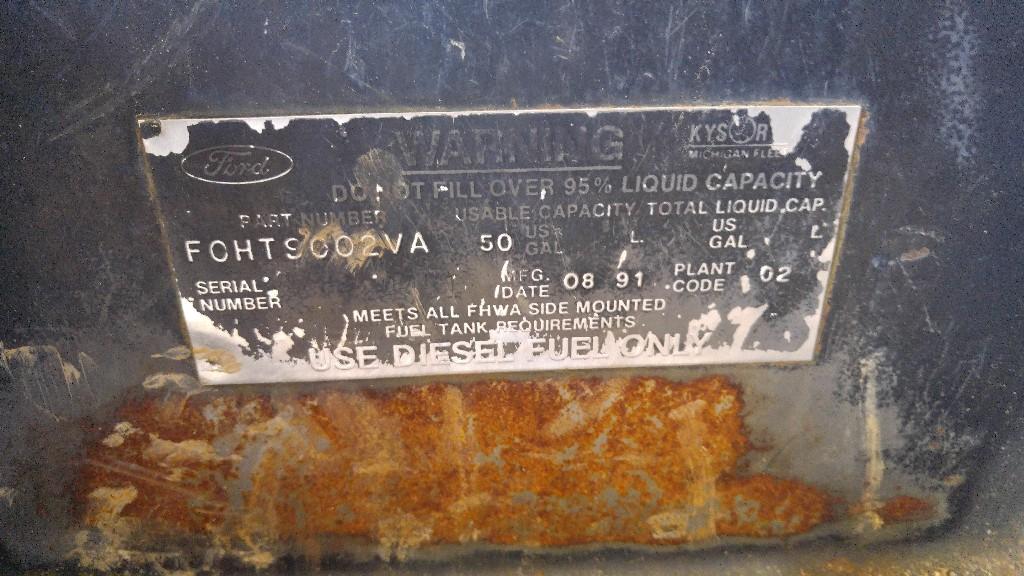 Ford
WARNING
KYSOR
MICHIGAN FLEE
DO NOT FILL OVER 95% LIQUID CAPACITY
PART NUMBER
USABLE CAPACITY TOTAL LIQUID CAP.
FOHT9C02VA 50 US GAL L. US GAL L
SERIAL NUMBER
MFG. DATE 08 91 PLANT CODE 02
MEETS ALL FHWA SIDE MOUNTED
FUEL TANK REQUIREMENTS
USE DIESEL FUEL ONLY